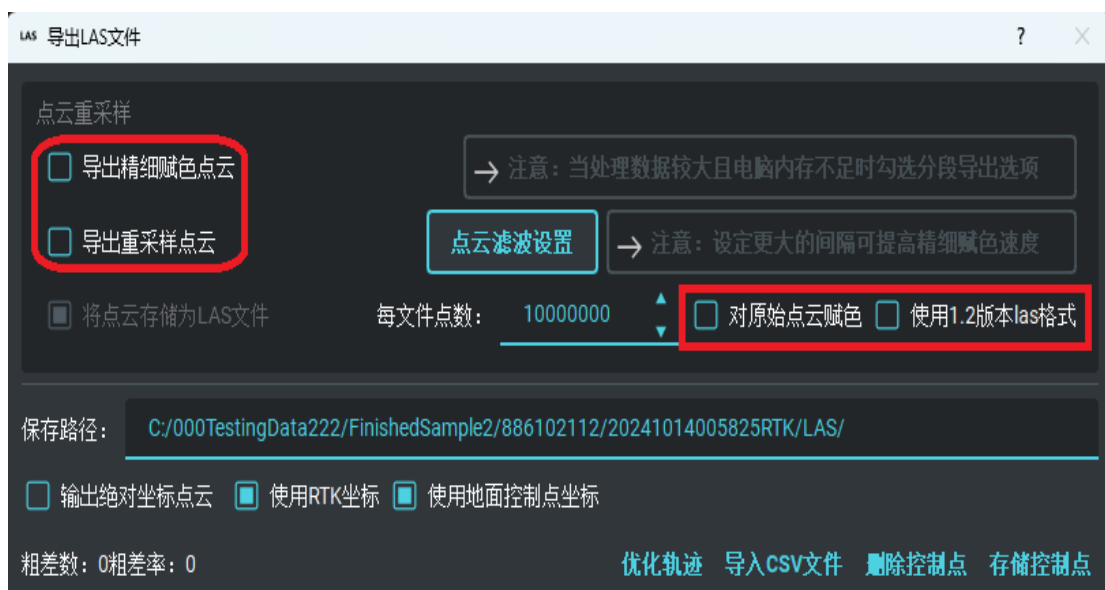 LAS 导出LAS文件 ?
点云重采样
导出精细赋色点云 注意：当处理数据较大且电脑内存不足时勾选分段导出选项
导出重采样点云 点云滤波设置 注意：设定更大的间隔可提高精细赋色速度
将点云存储为LAS文件 每文件点数： 10000000 对原始点云赋色 使用1.2版本las格式
保存路径： C:/000TestingData222/FinishedSample2/886102112/20241014005825RTK/LAS/
输出绝对坐标点云 使用RTK坐标 使用地面控制点坐标
粗差数：0粗差率：0 优化轨迹 导入CSV文件 删除控制点 存储控制点